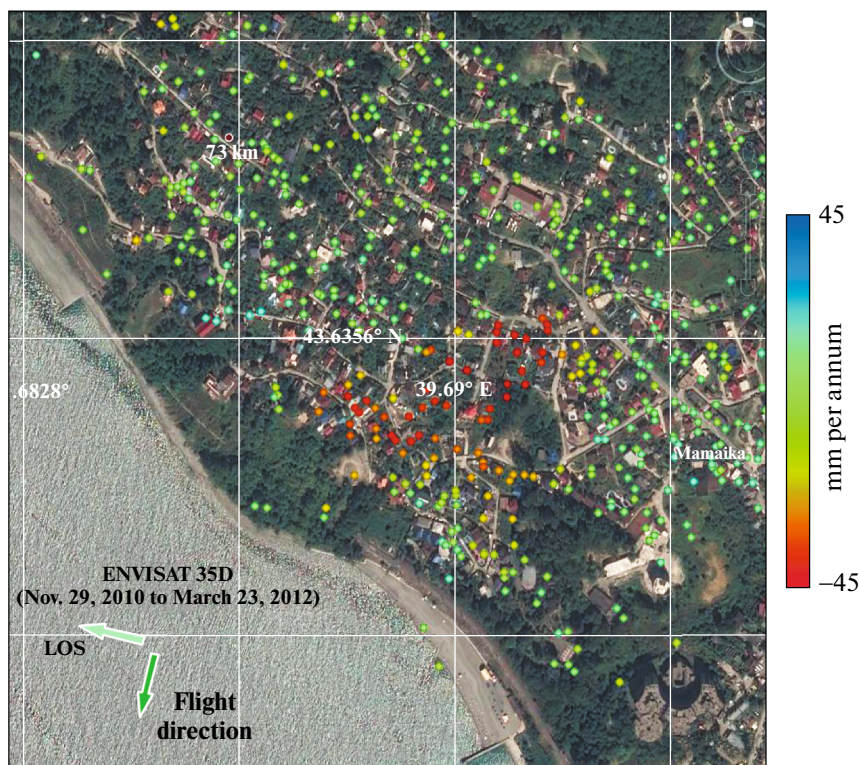 73 km
45
43.6356° N
.6828°
39.69° E
mm per annum
Mamaika
–45
ENVISAT 35D
(Nov. 29, 2010 to March 23, 2012)
LOS
Flight
direction